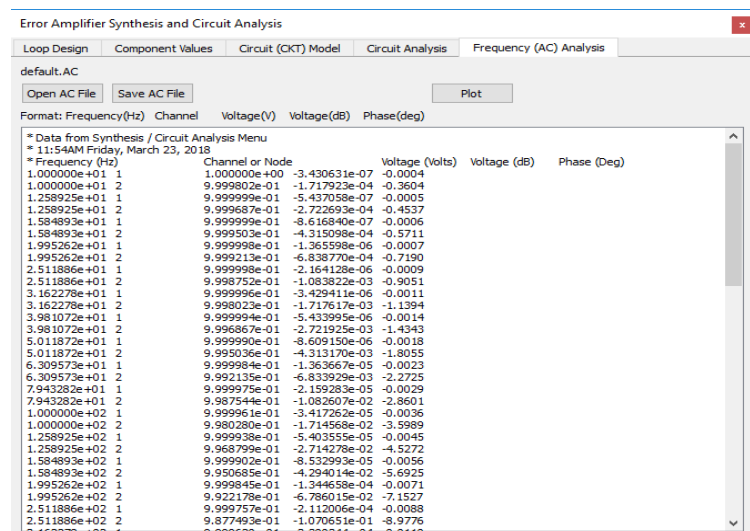 Error Amplifier Synthesis and Circuit Analysis
x
Loop Design Component Values Circuit (CKT) Model Circuit Analysis Frequency (AC) Analysis
default.AC
Open AC File Save AC File Plot
Format: Frequency(Hz) Channel Voltage(V) Voltage(dB) Phase(deg)
* Data from Synthesis / Circuit Analysis Menu
* 11:54AM Friday, March 23, 2018
* Frequency (Hz) Channel or Node Voltage (Volts) Voltage (dB) Phase (Deg)
1.000000e+01 1 1.000000e+00 -3.430631e-07 -0.0004
1.000000e+01 2 9.999802e-01 -1.717923e-04 -0.3604
1.258925e+01 1 9.999999e-01 -5.437058e-07 -0.0005
1.258925e+01 2 9.999687e-01 -2.722693e-04 -0.4537
1.584893e+01 1 9.999999e-01 -8.616840e-07 -0.0006
1.584893e+01 2 9.999503e-01 -4.315098e-04 -0.5711
1.995262e+01 1 9.999998e-01 -1.365598e-06 -0.0007
1.995262e+01 2 9.999213e-01 -6.838770e-04 -0.7190
2.511886e+01 1 9.999998e-01 -2.164128e-06 -0.0009
2.511886e+01 2 9.998752e-01 -1.083822e-03 -0.9051
3.162278e+01 1 9.999996e-01 -3.429411e-06 -0.0011
3.162278e+01 2 9.998023e-01 -1.717617e-03 -1.1394
3.981072e+01 1 9.999994e-01 -5.433995e-06 -0.0014
3.981072e+01 2 9.996867e-01 -2.721925e-03 -1.4343
5.011872e+01 1 9.999990e-01 -8.609150e-06 -0.0018
5.011872e+01 2 9.995036e-01 -4.313170e-03 -1.8055
6.309573e+01 1 9.999984e-01 -1.363667e-05 -0.0023
6.309573e+01 2 9.992135e-01 -6.833929e-03 -2.2725
7.943282e+01 1 9.999975e-01 -2.159283e-05 -0.0029
7.943282e+01 2 9.987544e-01 -1.082607e-02 -2.8601
1.000000e+02 1 9.999961e-01 -3.417262e-05 -0.0036
1.000000e+02 2 9.980280e-01 -1.714568e-02 -3.5989
1.258925e+02 1 9.999938e-01 -5.403555e-05 -0.0045
1.258925e+02 2 9.968799e-01 -2.714278e-02 -4.5272
1.584893e+02 1 9.999902e-01 -8.532993e-05 -0.0056
1.584893e+02 2 9.950685e-01 -4.294014e-02 -5.6925
1.995262e+02 1 9.999845e-01 -1.344658e-04 -0.0071
1.995262e+02 2 9.922178e-01 -6.786015e-02 -7.1527
2.511886e+02 1 9.999757e-01 -2.112006e-04 -0.0088
2.511886e+02 2 9.877493e-01 -1.070651e-01 -8.9776